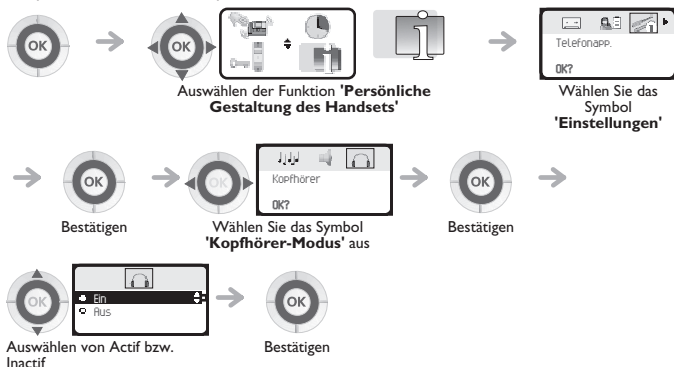 OK
OK
Telefonapp.
OK?
Auswählen der Funktion 'Persönliche
Gestaltung des Handsets'
Wählen Sie das
Symbol
'Einstellungen'
OK
OK
Kopfhörer
OK?
OK
Bestätigen
Wählen Sie das Symbol
'Kopfhörer-Modus' aus
Bestätigen
OK
Ein
Aus
OK
Auswählen von Actif bzw.
Inactif
Bestätigen